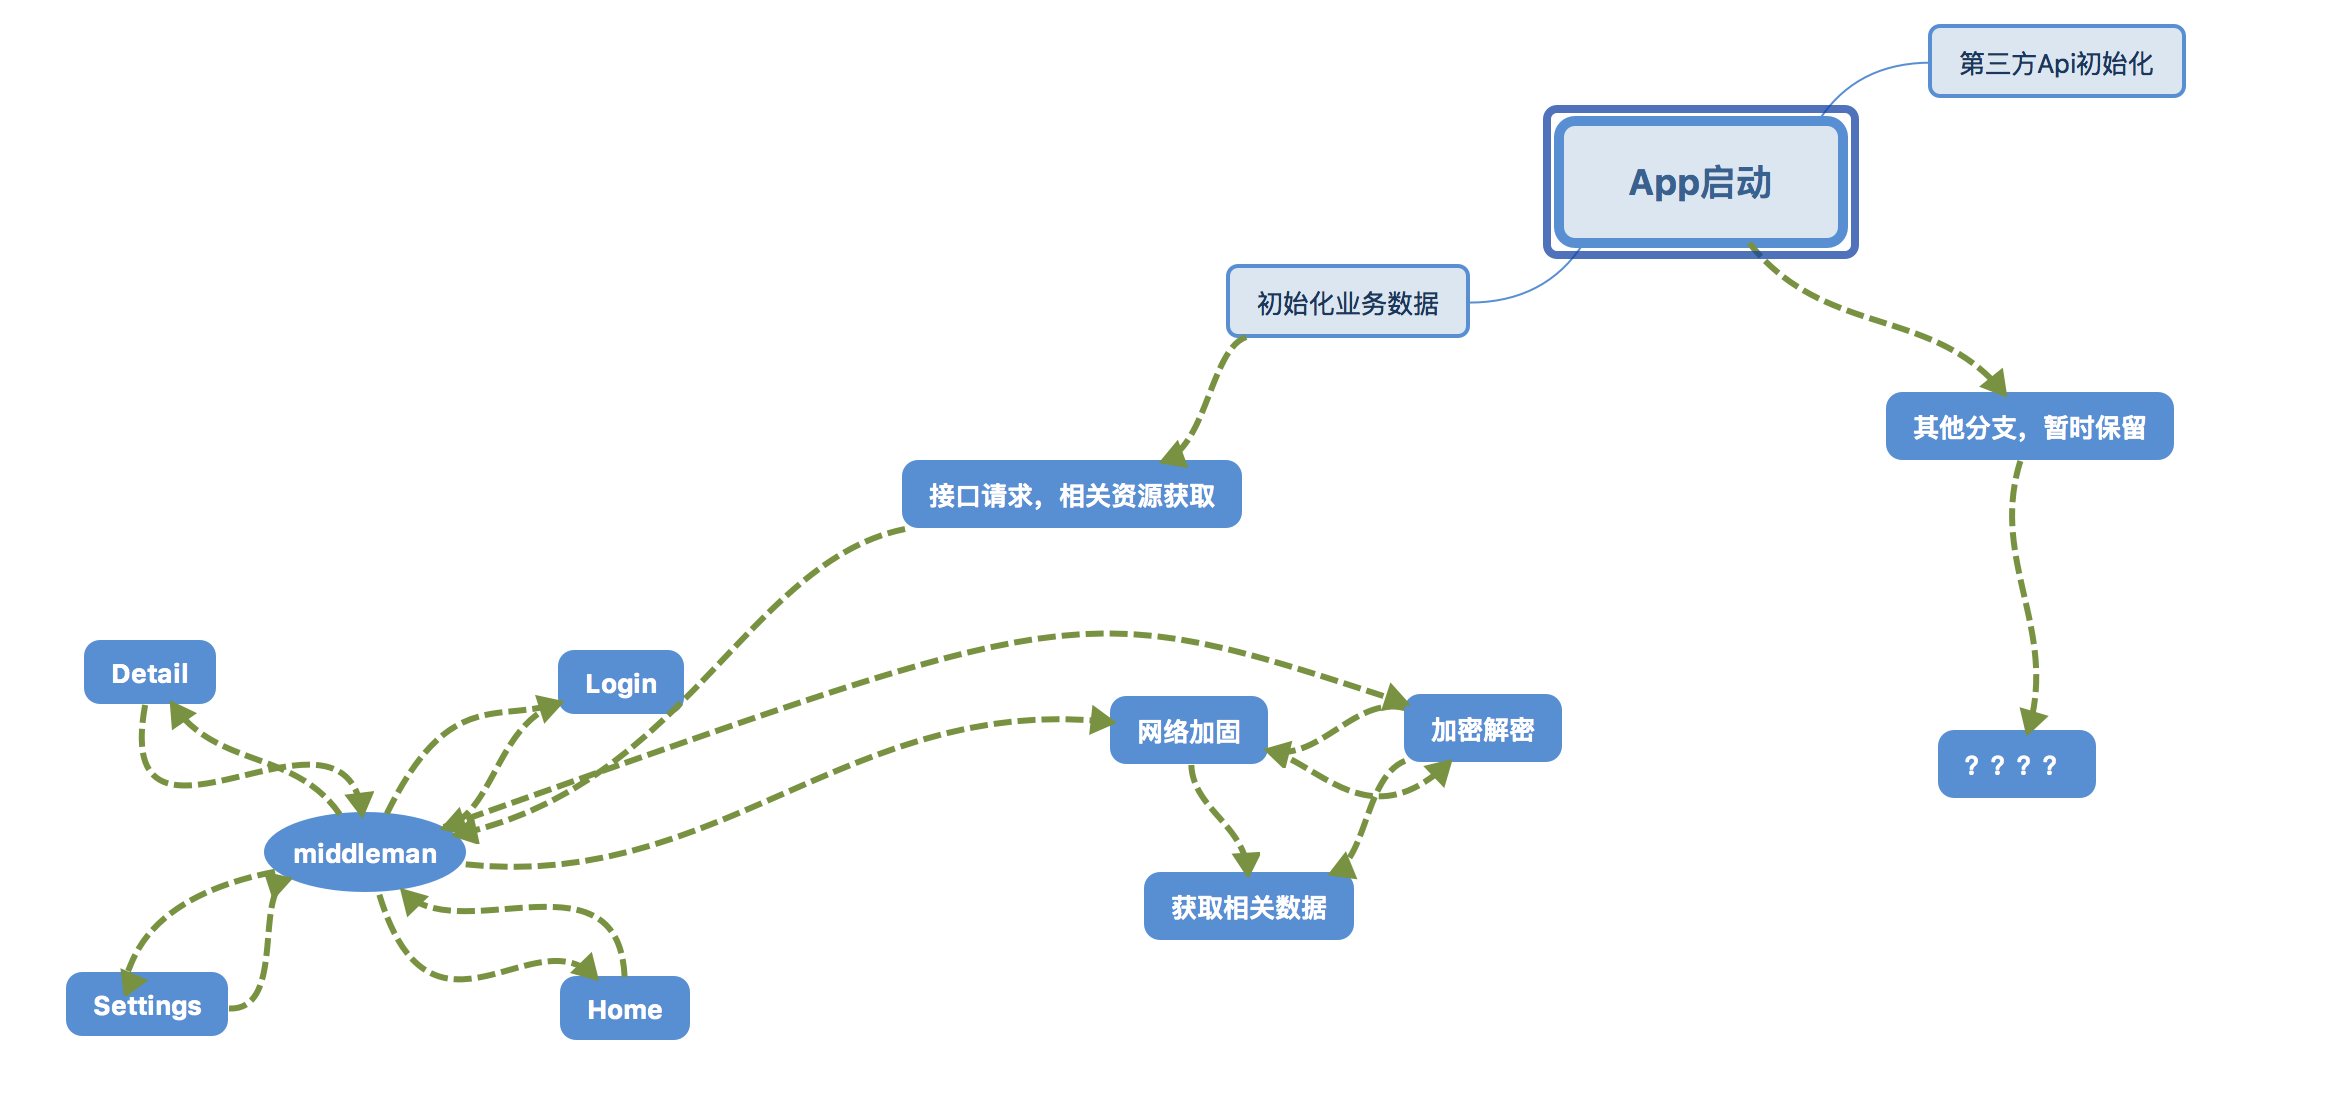 第三方Api初始化
App启动
初始化业务数据
其他分支，暂时保留
接口请求，相关资源获取
Detail
Login
网络加固
加密解密
？？？？
middleman
获取相关数据
Settings
Home